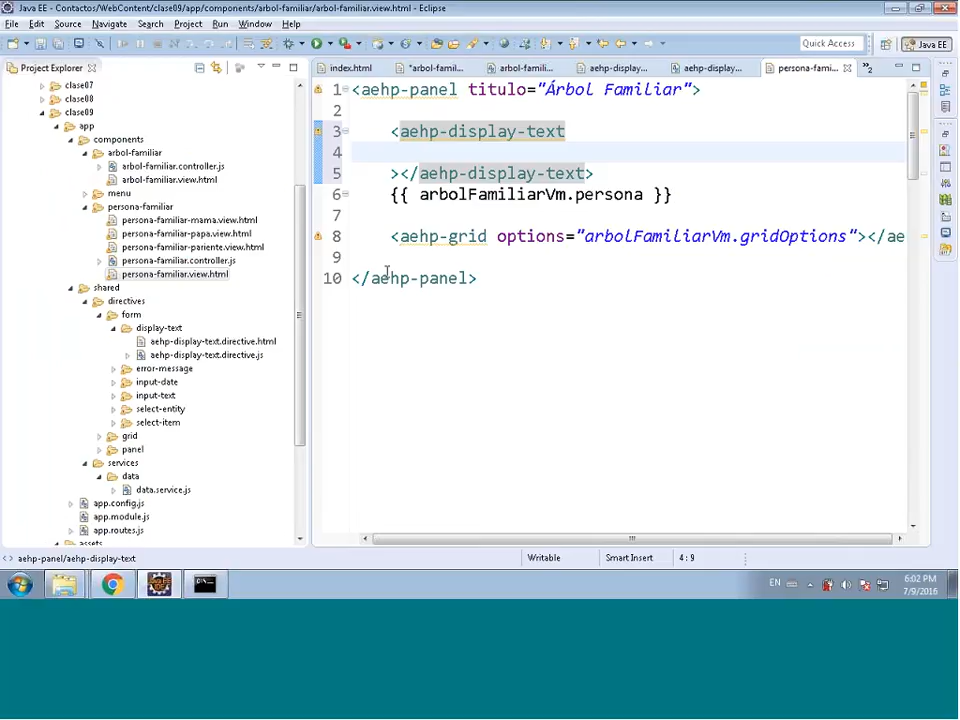 Java EE - Contactos/WebContent/clase09/app/components/arbol-familiar/arbol-familiar.view.html - Eclipse
File Edit Source Navigate Search Project Run Window Help
Quick Access
Java EE
Project Explorer
index.html
*arbol-famil...
arbol-famili...
aehp-display...
aehp-display...
persona-fami...
»2
clase07
clase08
clase09
app
components
arbol-familiar
arbol-familiar.controller.js
arbol-familiar.view.html
menu
persona-familiar
persona-familiar-mama.view.html
persona-familiar-papa.view.html
persona-familiar-pariente.view.html
persona-familiar.controller.js
persona-familiar.view.html
shared
directives
form
display-text
aehp-display-text.directive.html
aehp-display-text.directive.js
error-message
input-date
input-text
select-entity
select-item
grid
panel
services
data
data.service.js
app.config.js
app.module.js
app.routes.js
assets
1 <aehp-panel titulo="Árbol Familiar">
2
3 <aehp-display-text
4
5 ></aehp-display-text>
6 {{ arbolFamiliarVm.persona }}
7
8 <aehp-grid options="arbolFamiliarVm.gridOptions"></ae
9
10 </aehp-panel>
aehp-panel/aehp-display-text
Writable
Smart Insert
4 : 9
EN
6:02 PM
7/9/2016